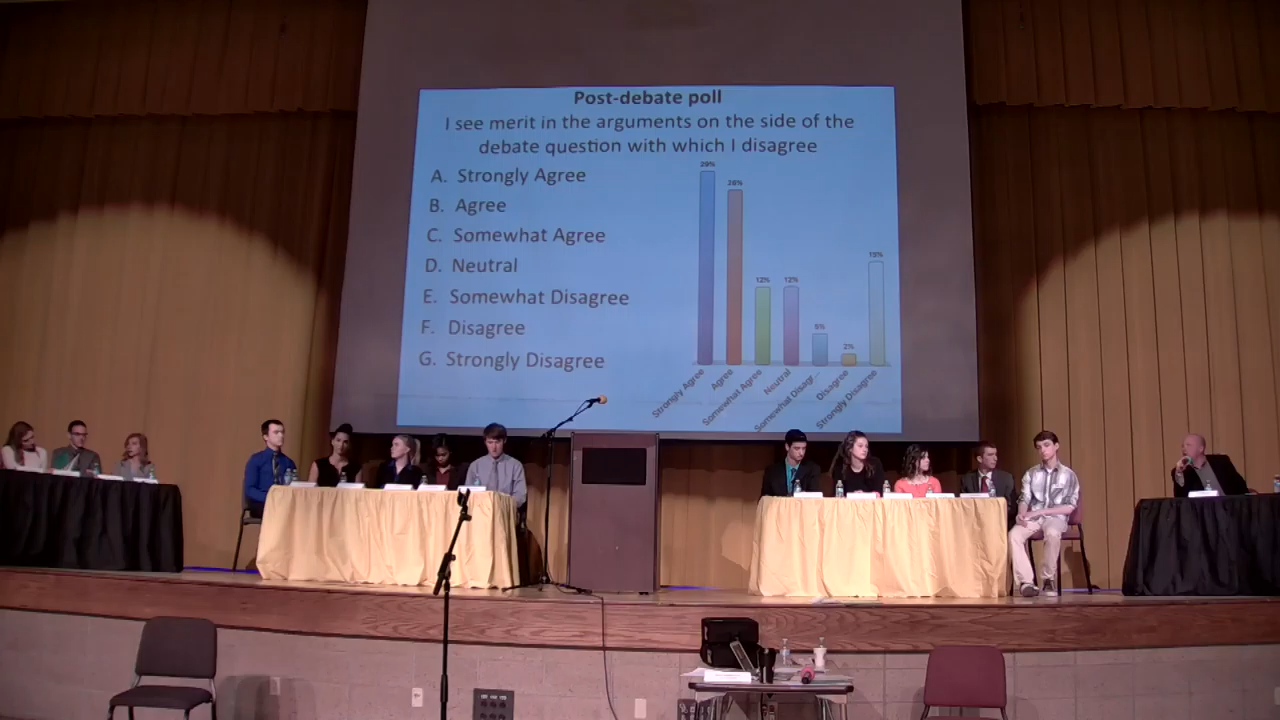 Post-debate poll
I see merit in the arguments on the side of the
debate question with which I disagree
A. Strongly Agree
B. Agree
C. Somewhat Agree
D. Neutral
E. Somewhat Disagree
F. Disagree
G. Strongly Disagree
29%
26%
12%
12%
5%
2%
15%
Strongly Agree
Agree
Somewhat Agree
Neutral
Somewhat Disagr...
Disagree
Strongly Disagree